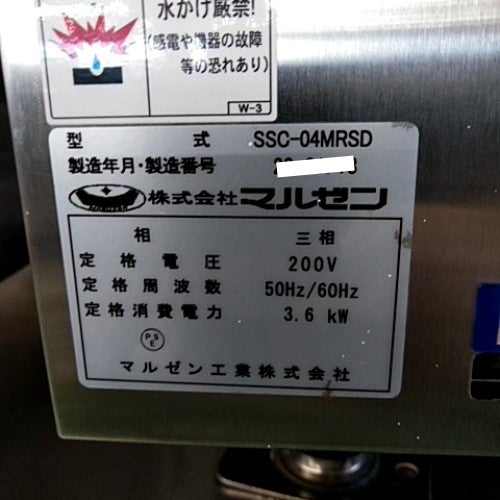 水かけ厳禁!
(感電や機器の故障
等の恐れあり)
W-3
型 式 SSC-04MRSD
製造年月・製造番号
株式会社マルゼン
相 三相
定格電圧 200V
定格周波数 50Hz/60Hz
定格消費電力 3.6 kW
PSE
マルゼン工業株式会社